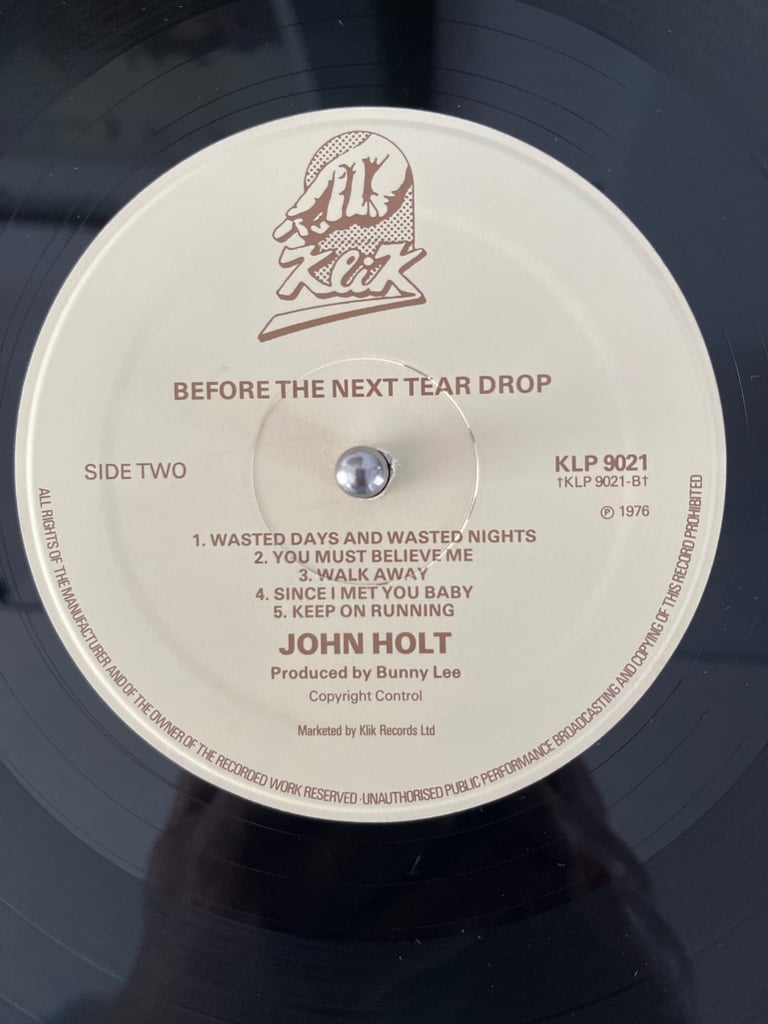 Klik
BEFORE THE NEXT TEAR DROP
SIDE TWO
KLP 9021
†KLP 9021-B†
℗ 1976
1. WASTED DAYS AND WASTED NIGHTS
2. YOU MUST BELIEVE ME
3. WALK AWAY
4. SINCE I MET YOU BABY
5. KEEP ON RUNNING
JOHN HOLT
Produced by Bunny Lee
Copyright Control
Marketed by Klik Records Ltd
ALL RIGHTS OF THE MANUFACTURER AND OF THE OWNER OF THE RECORDED WORK RESERVED · UNAUTHORISED PUBLIC PERFORMANCE BROADCASTING AND COPYING OF THIS RECORD PROHIBITED